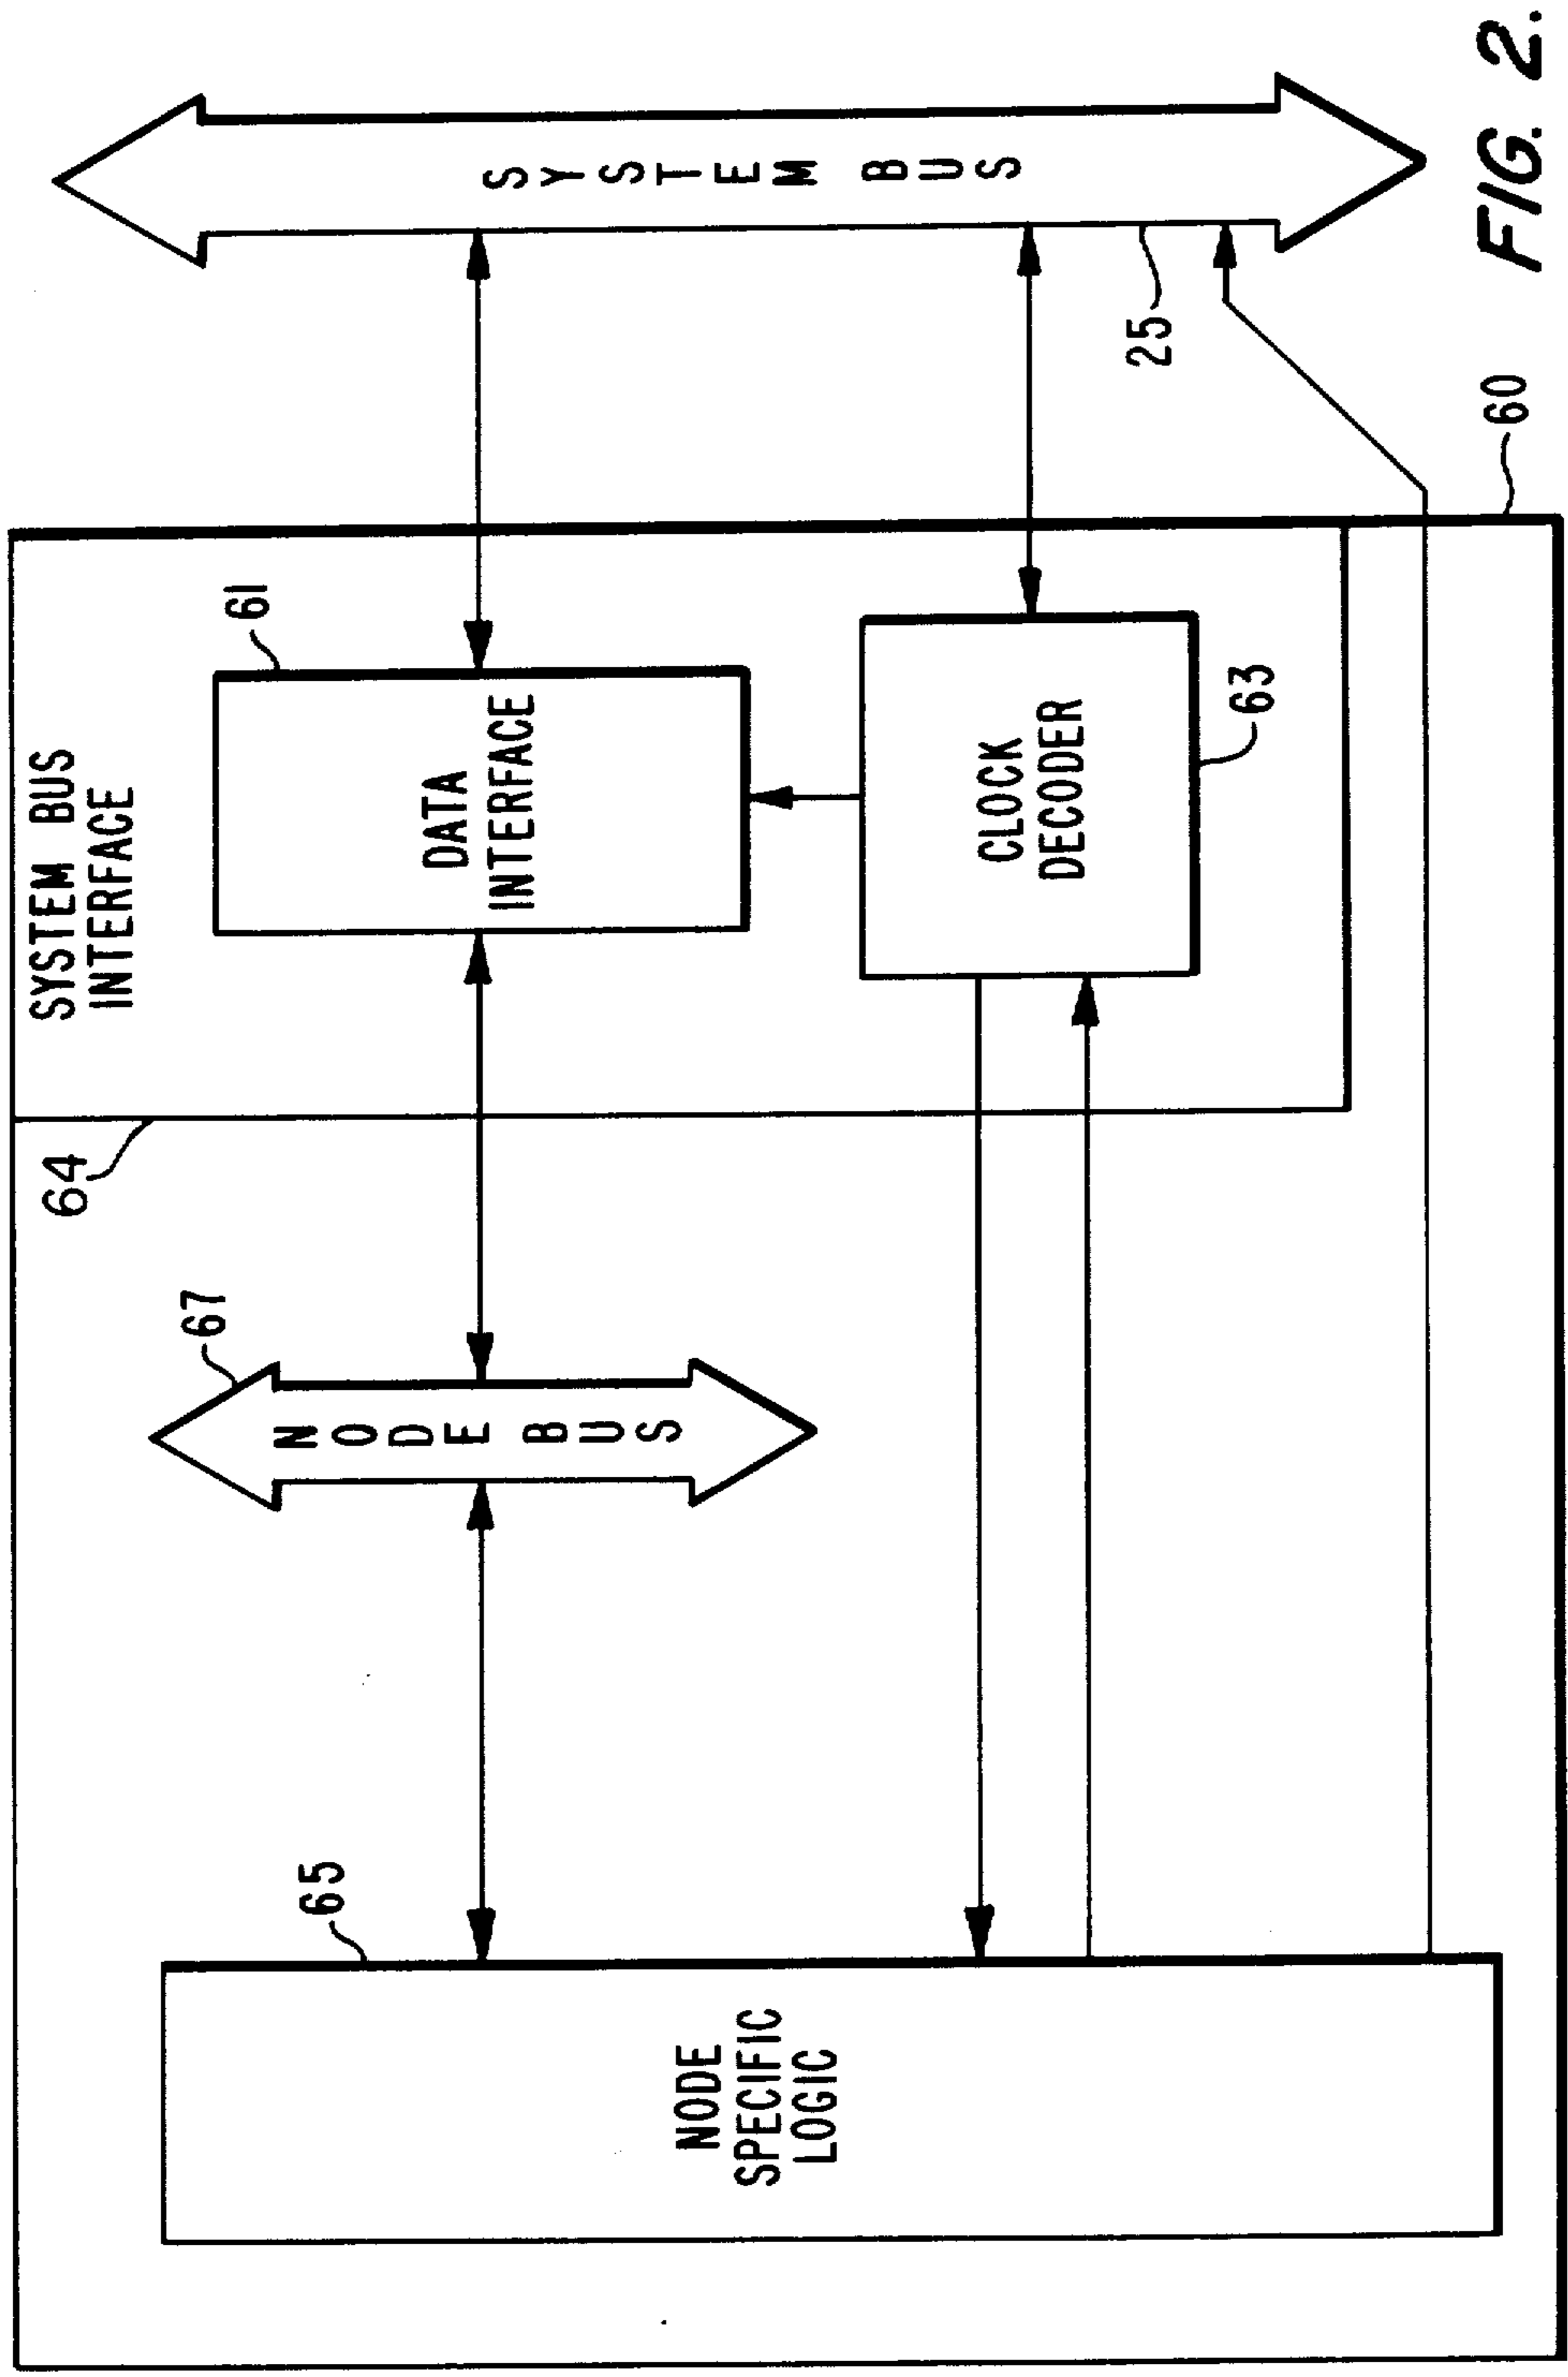 SYSTEM BUS
INTERFACE
64
61
DATA
INTERFACE
67
NODE BUS
65
NODE
SPECIFIC
LOGIC
CLOCK
DECODER
63
SYSTEM BUS
25
60
FIG. 2.